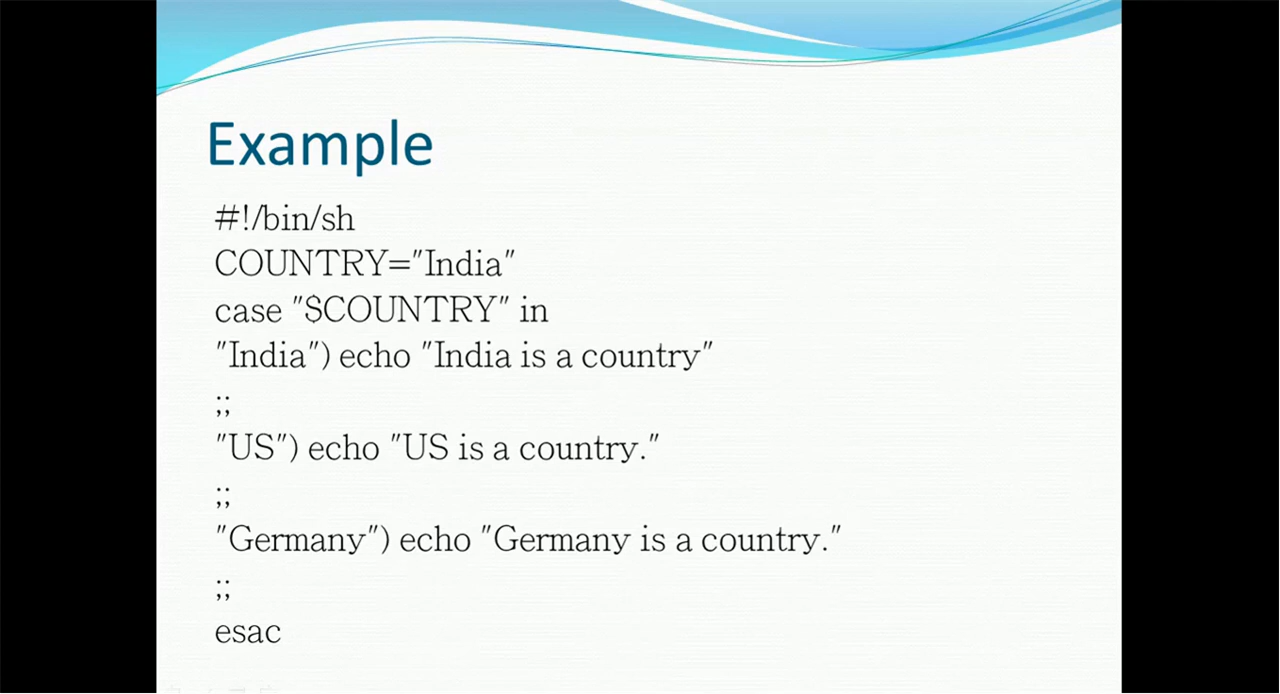 Example
#!/bin/sh
COUNTRY="India"
case "$COUNTRY" in
"India") echo "India is a country"
;;
"US") echo "US is a country."
;;
"Germany") echo "Germany is a country."
;;
esac